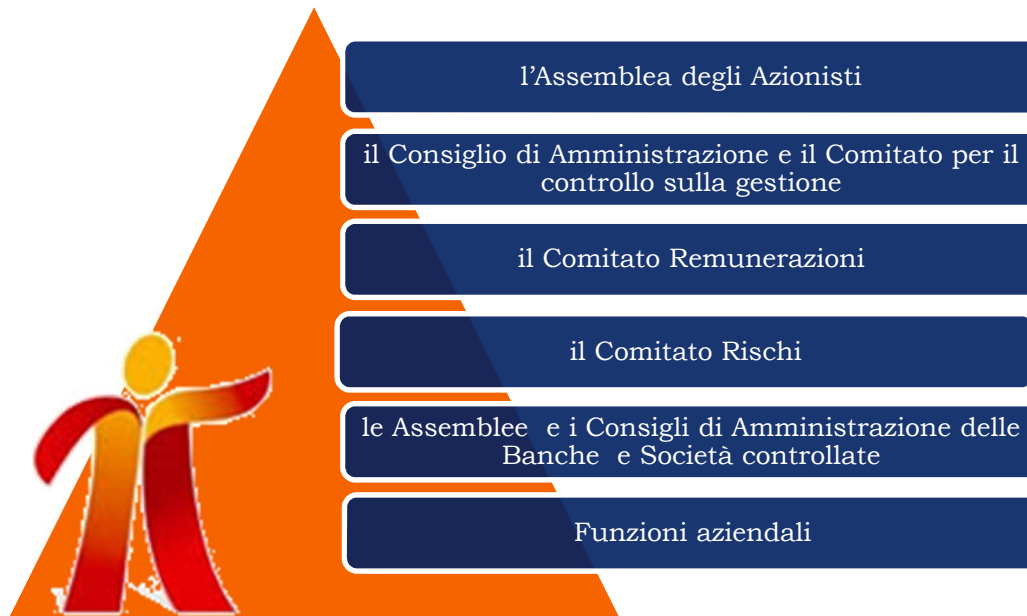 l’Assemblea degli Azionisti
il Consiglio di Amministrazione e il Comitato per il
controllo sulla gestione
il Comitato Remunerazioni
il Comitato Rischi
le Assemblee  e i Consigli di Amministrazione delle
Banche  e Società controllate
Funzioni aziendali